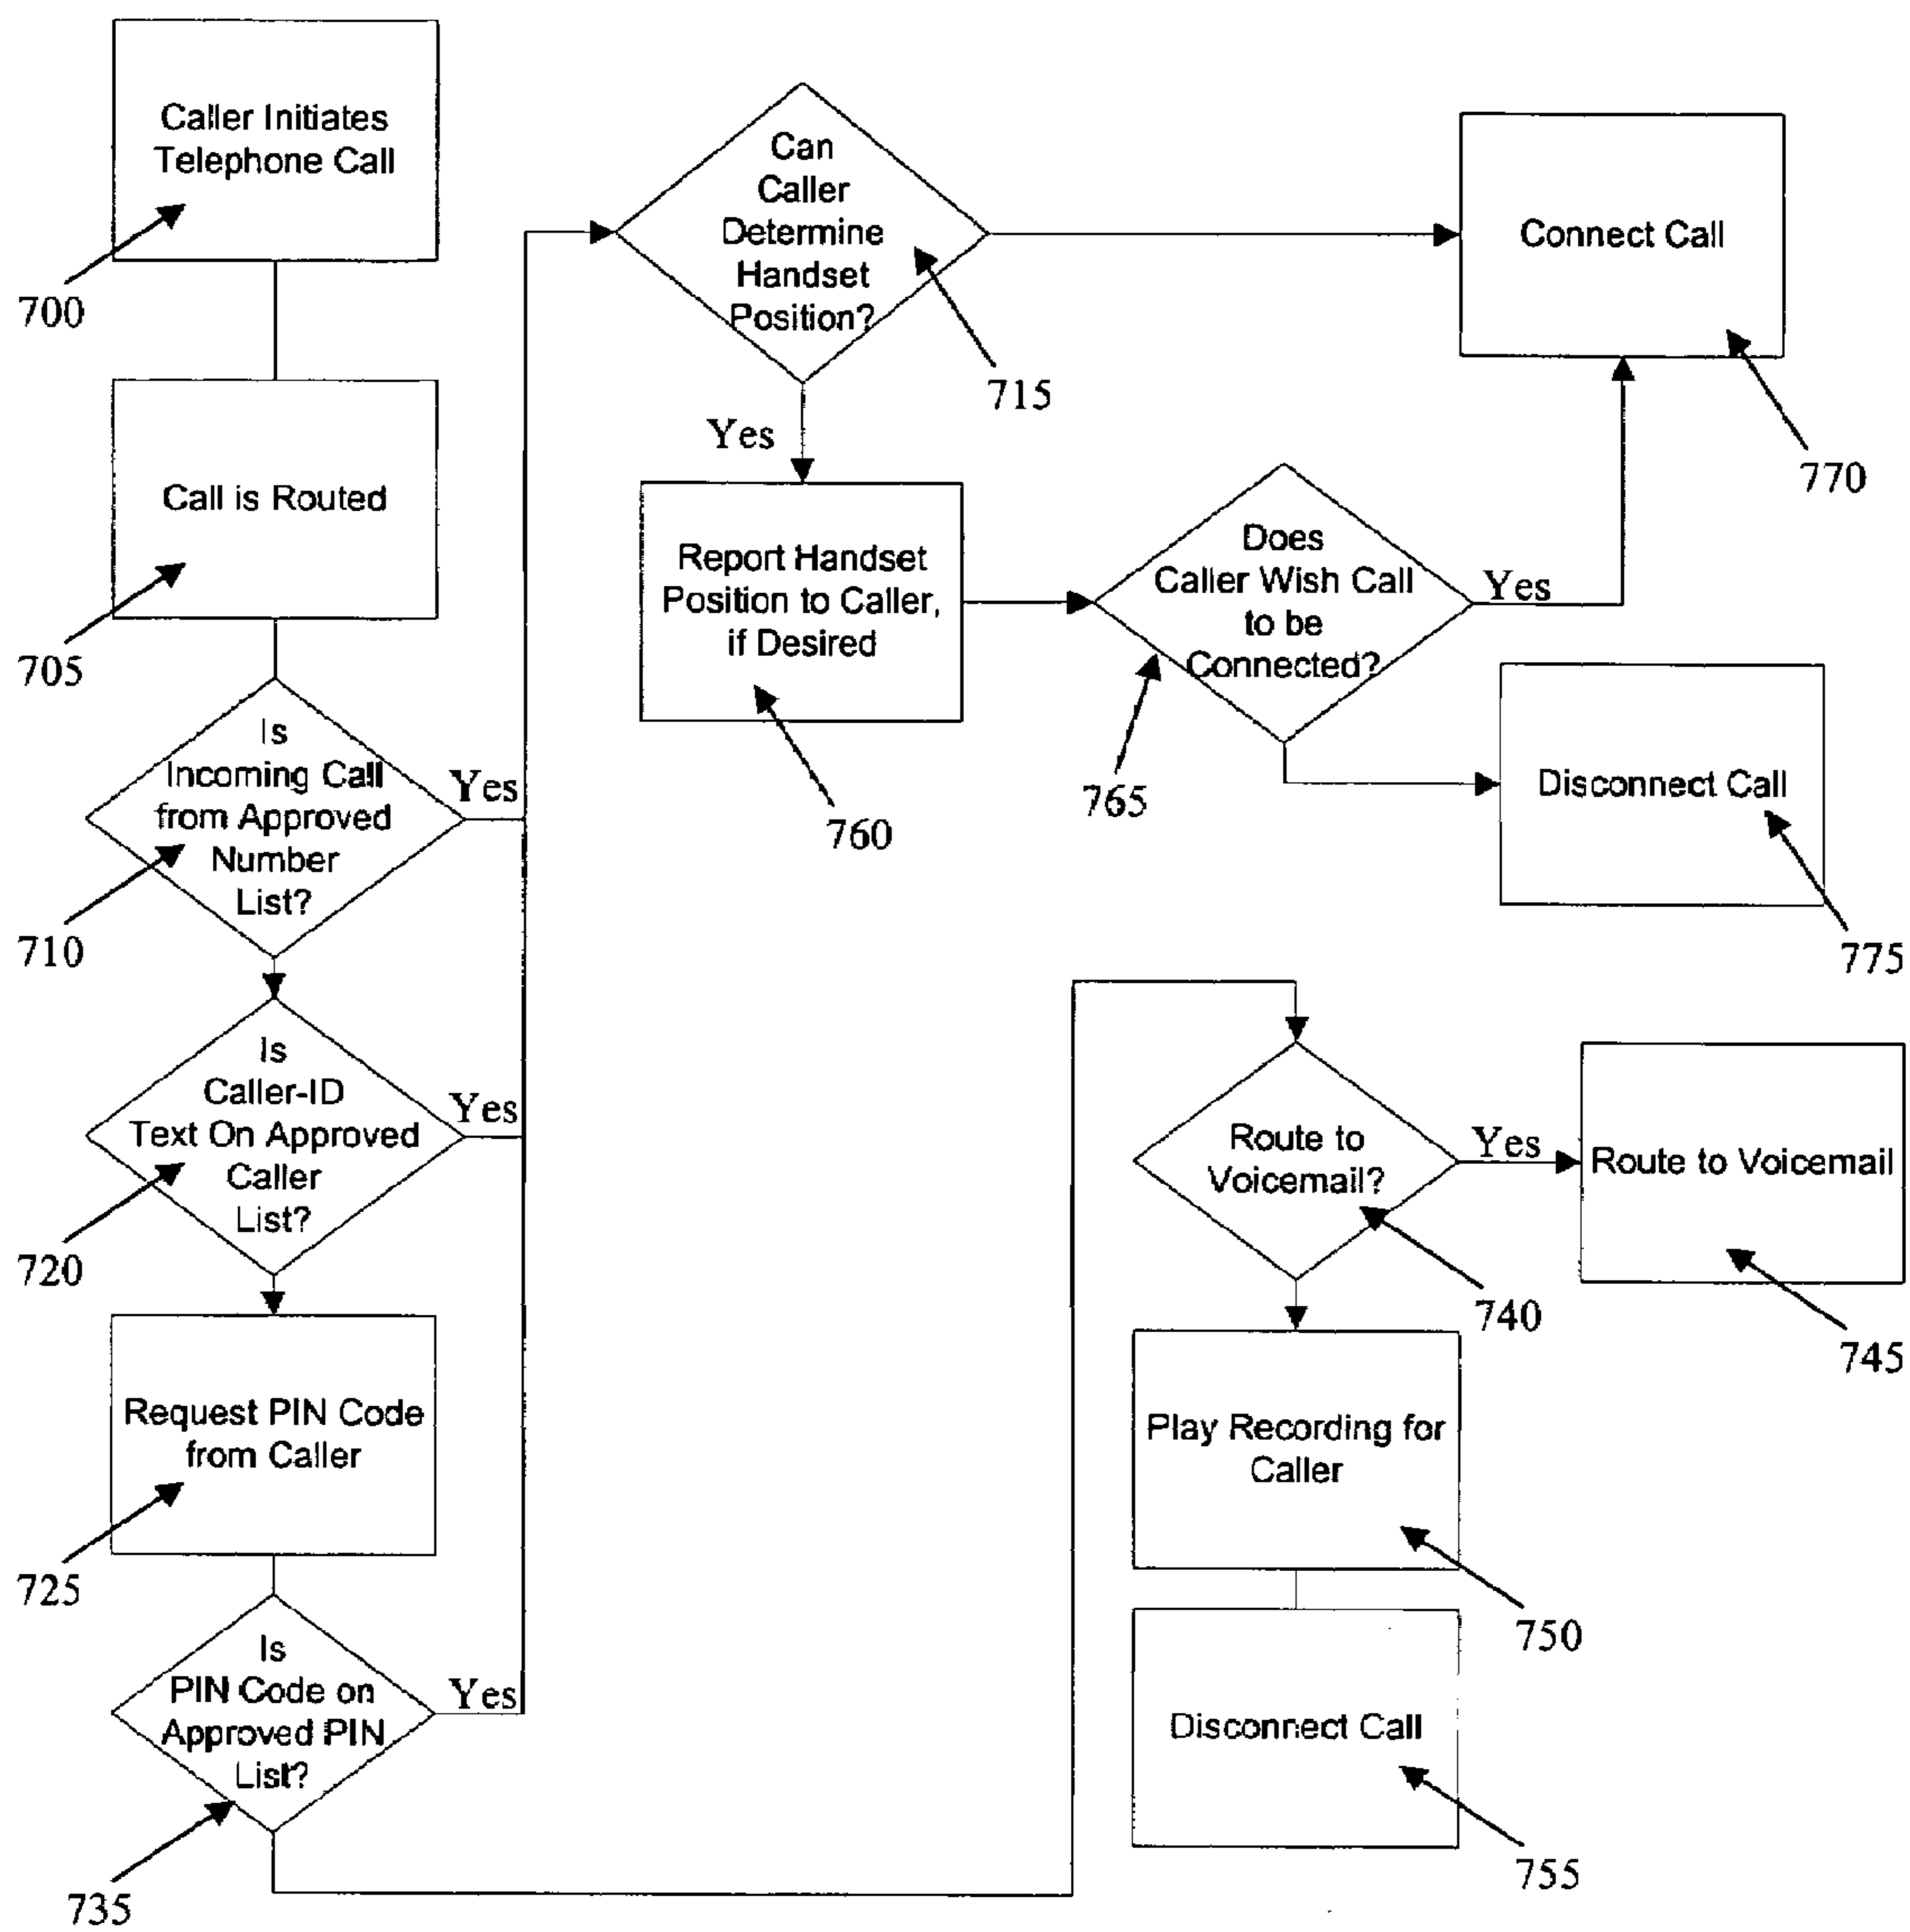 Caller Initiates
Telephone Call
700
Call is Routed
705
Is
Incoming Call
from Approved
Number
List?
Yes
710
Is
Caller-ID
Text On Approved
Caller
List?
Yes
720
Request PIN Code
from Caller
725
Is
PIN Code on
Approved PIN
List?
Yes
735
Can
Caller
Determine
Handset
Position?
715
Yes
Report Handset
Position to Caller,
if Desired
760
Does
Caller Wish Call
to be
Connected?
Yes
765
Connect Call
770
Disconnect Call
775
Route to
Voicemail?
Yes
740
Route to Voicemail
745
Play Recording for
Caller
750
Disconnect Call
755